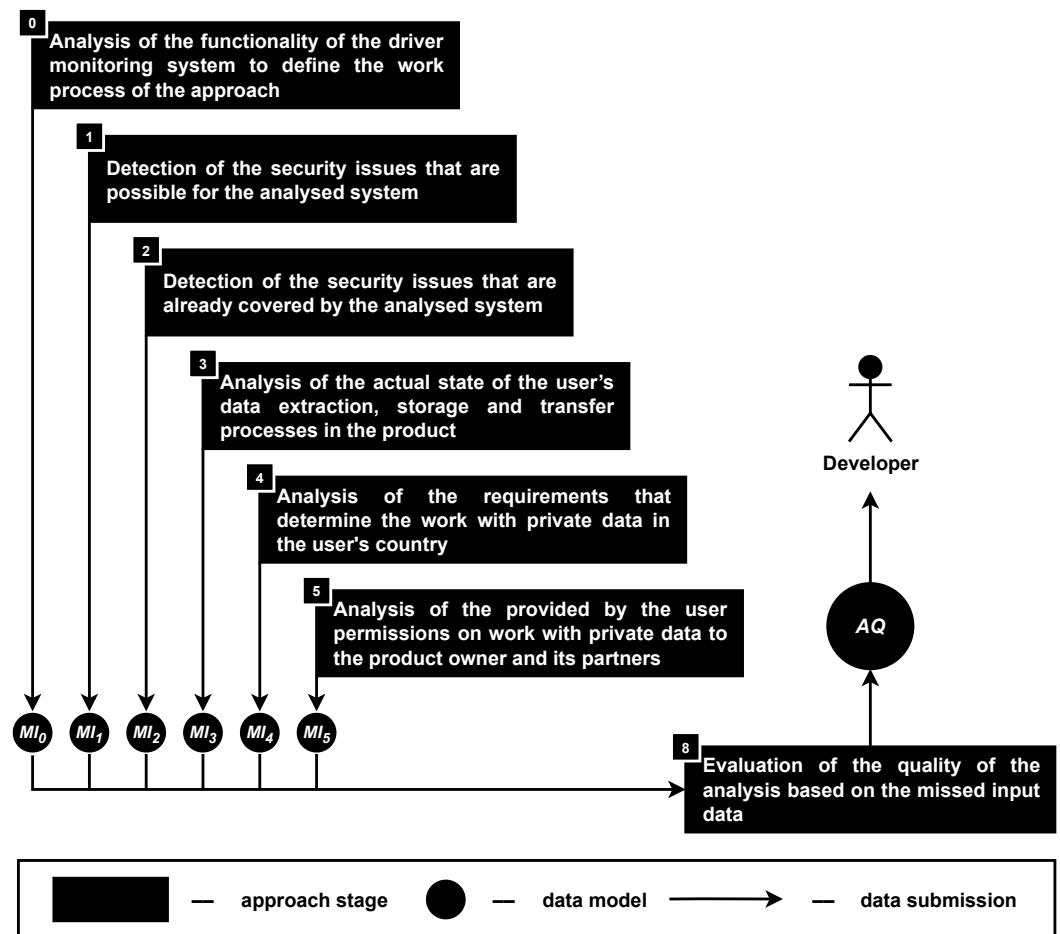 0
Analysis of the functionality of the driver
monitoring system to define the work
process of the approach
1
Detection of the security issues that are
possible for the analysed system
2
Detection of the security issues that are
already covered by the analysed system
3
Analysis of the actual state of the user’s
data extraction, storage and transfer
processes in the product
4
Analysis of the requirements that
determine the work with private data in
the user's country
5
Analysis of the provided by the user
permissions on work with private data to
the product owner and its partners
Developer
AQ
MI0 MI1 MI2 MI3 MI4 MI5
8
Evaluation of the quality of the
analysis based on the missed input
data
— approach stage — data model — data submission